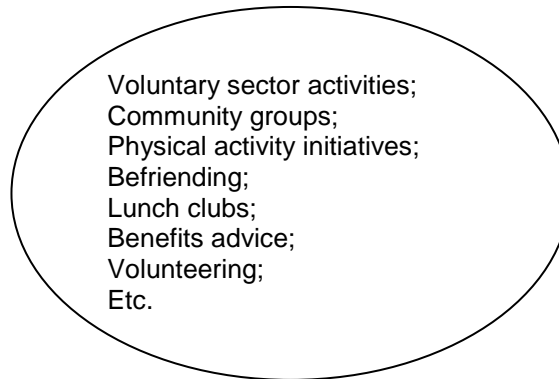 Voluntary sector activities;
Community groups;
Physical activity initiatives;
Befriending;
Lunch clubs;
Benefits advice;
Volunteering;
Etc.